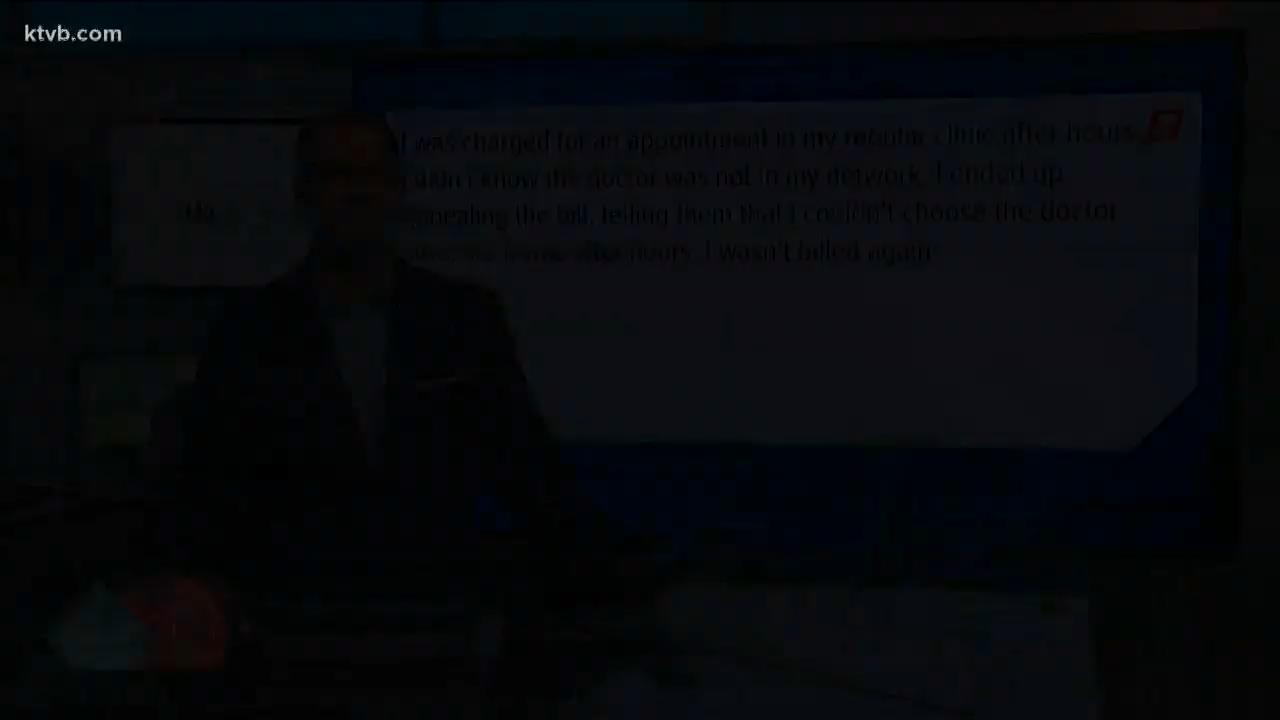 ktvb.com
I was charged for an appointment in my regular clinic after hours.
I didn't know the doctor was not in my network. I ended up
appealing the bill, telling them that I couldn't choose the doctor
after hours. I wasn't billed again